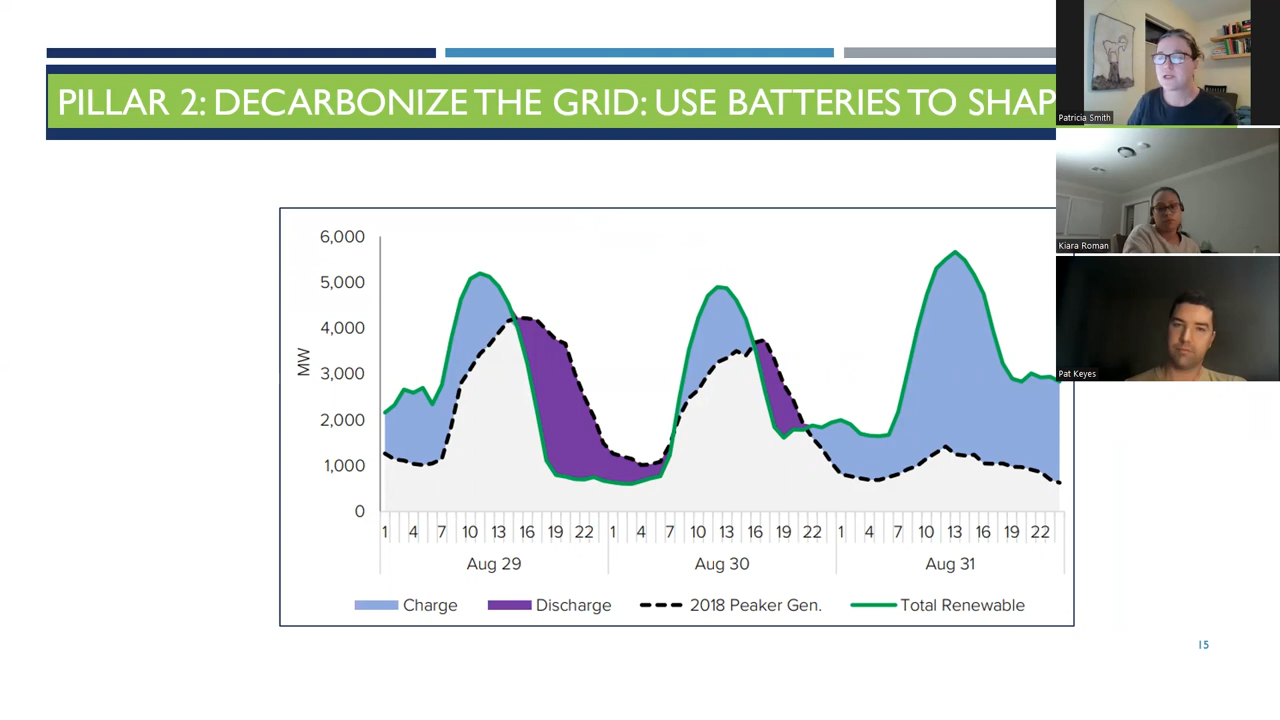 PILLAR 2: DECARBONIZE THE GRID: USE BATTERIES TO SHAP
Patricia Smith
Kiara Roman
Pat Keyes
MW
6,000
5,000
4,000
3,000
2,000
1,000
0
1 4 7 10 13 16 19 22 1 4 7 10 13 16 19 22 1 4 7 10 13 16 19 22
Aug 29 Aug 30 Aug 31
Charge Discharge 2018 Peaker Gen. Total Renewable
15